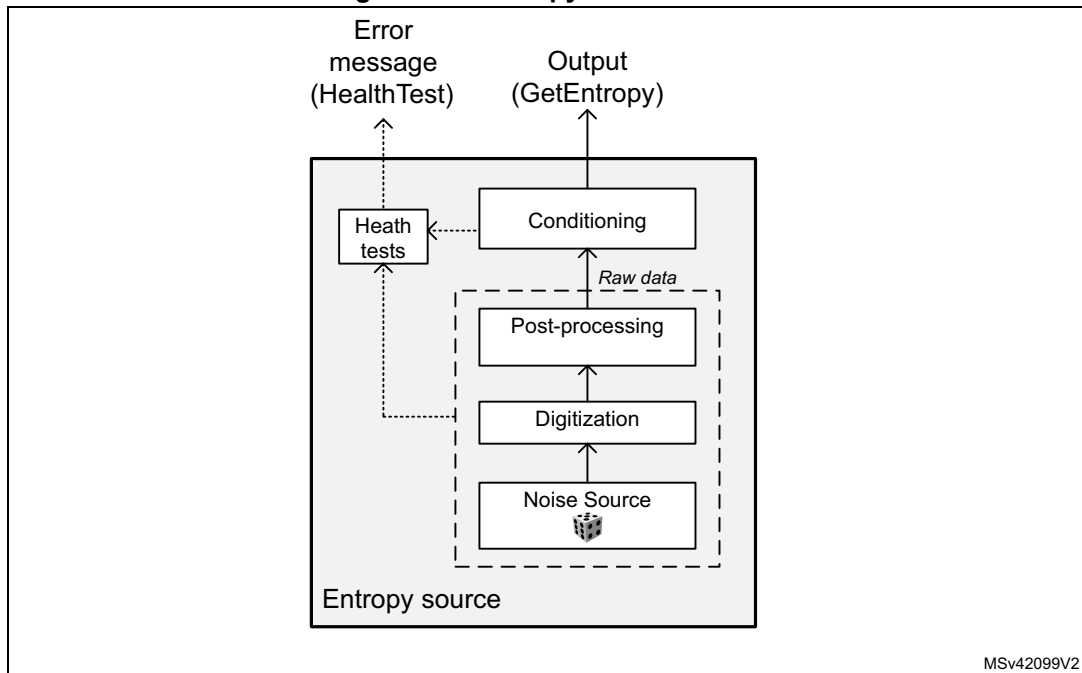 Error
message
(HealthTest)
Output
(GetEntropy)
Heath
tests
Conditioning
Raw data
Post-processing
Digitization
Noise Source
Entropy source
MSv42099V2